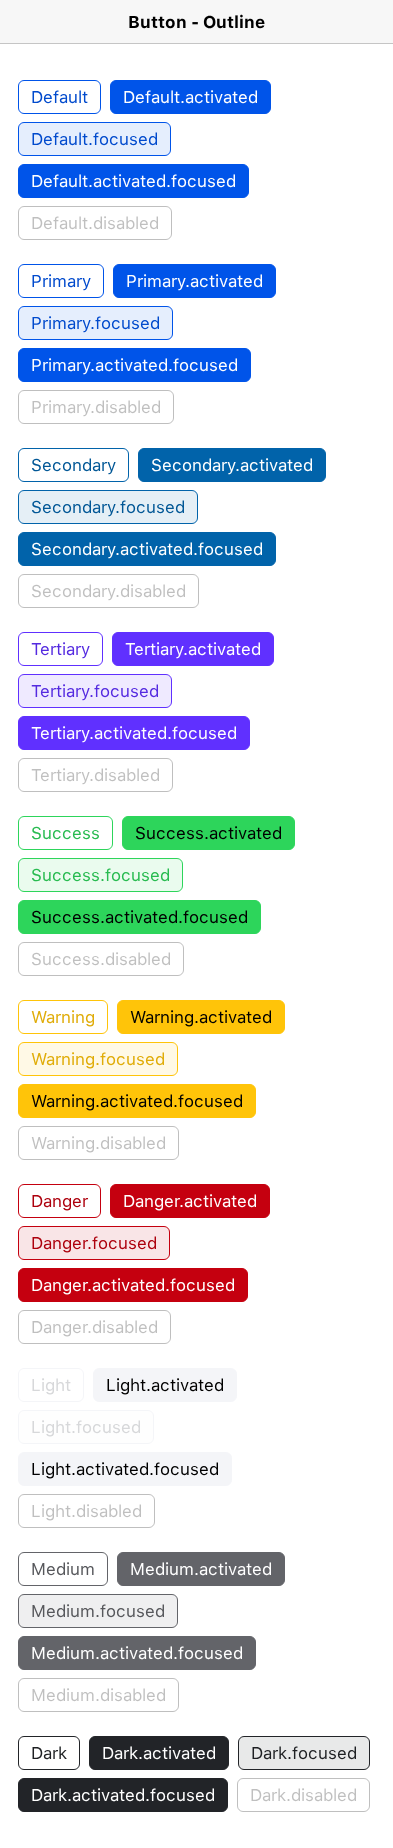 Button - Outline
Default Default.activated
Default.focused
Default.activated.focused
Default.disabled
Primary Primary.activated
Primary.focused
Primary.activated.focused
Primary.disabled
Secondary Secondary.activated
Secondary.focused
Secondary.activated.focused
Secondary.disabled
Tertiary Tertiary.activated
Tertiary.focused
Tertiary.activated.focused
Tertiary.disabled
Success Success.activated
Success.focused
Success.activated.focused
Success.disabled
Warning Warning.activated
Warning.focused
Warning.activated.focused
Warning.disabled
Danger Danger.activated
Danger.focused
Danger.activated.focused
Danger.disabled
Light Light.activated
Light.focused
Light.activated.focused
Light.disabled
Medium Medium.activated
Medium.focused
Medium.activated.focused
Medium.disabled
Dark Dark.activated Dark.focused
Dark.activated.focused Dark.disabled